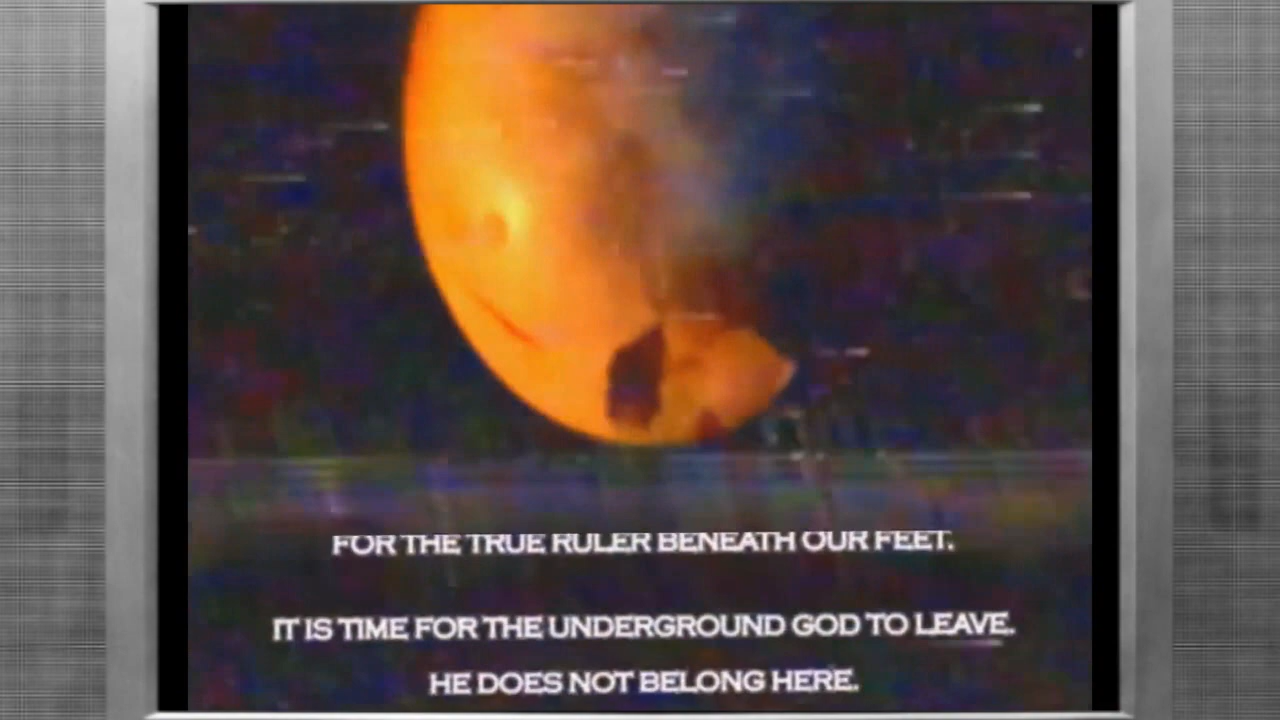 FOR THE TRUE RULER BENEATH OUR FEET.
IT IS TIME FOR THE UNDERGROUND GOD TO LEAVE.
HE DOES NOT BELONG HERE.